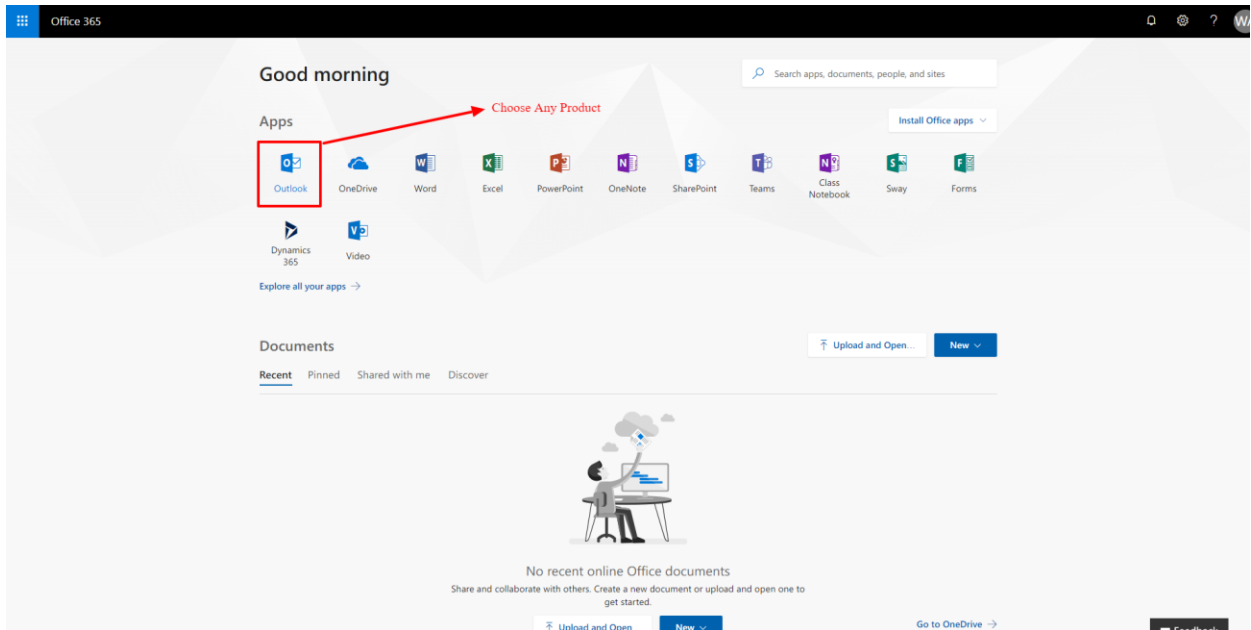 Office 365
WA
Good morning
Search apps, documents, people, and sites
Choose Any Product
Apps
Install Office apps
Outlook
OneDrive
Word
Excel
PowerPoint
OneNote
SharePoint
Teams
Class
Notebook
Sway
Forms
Dynamics
365
Video
Explore all your apps →
Documents
Upload and Open...
New
Recent Pinned Shared with me Discover
No recent online Office documents
Share and collaborate with others. Create a new document or upload and open one to
get started.
Upload and Open
New
Go to OneDrive →
Feedback